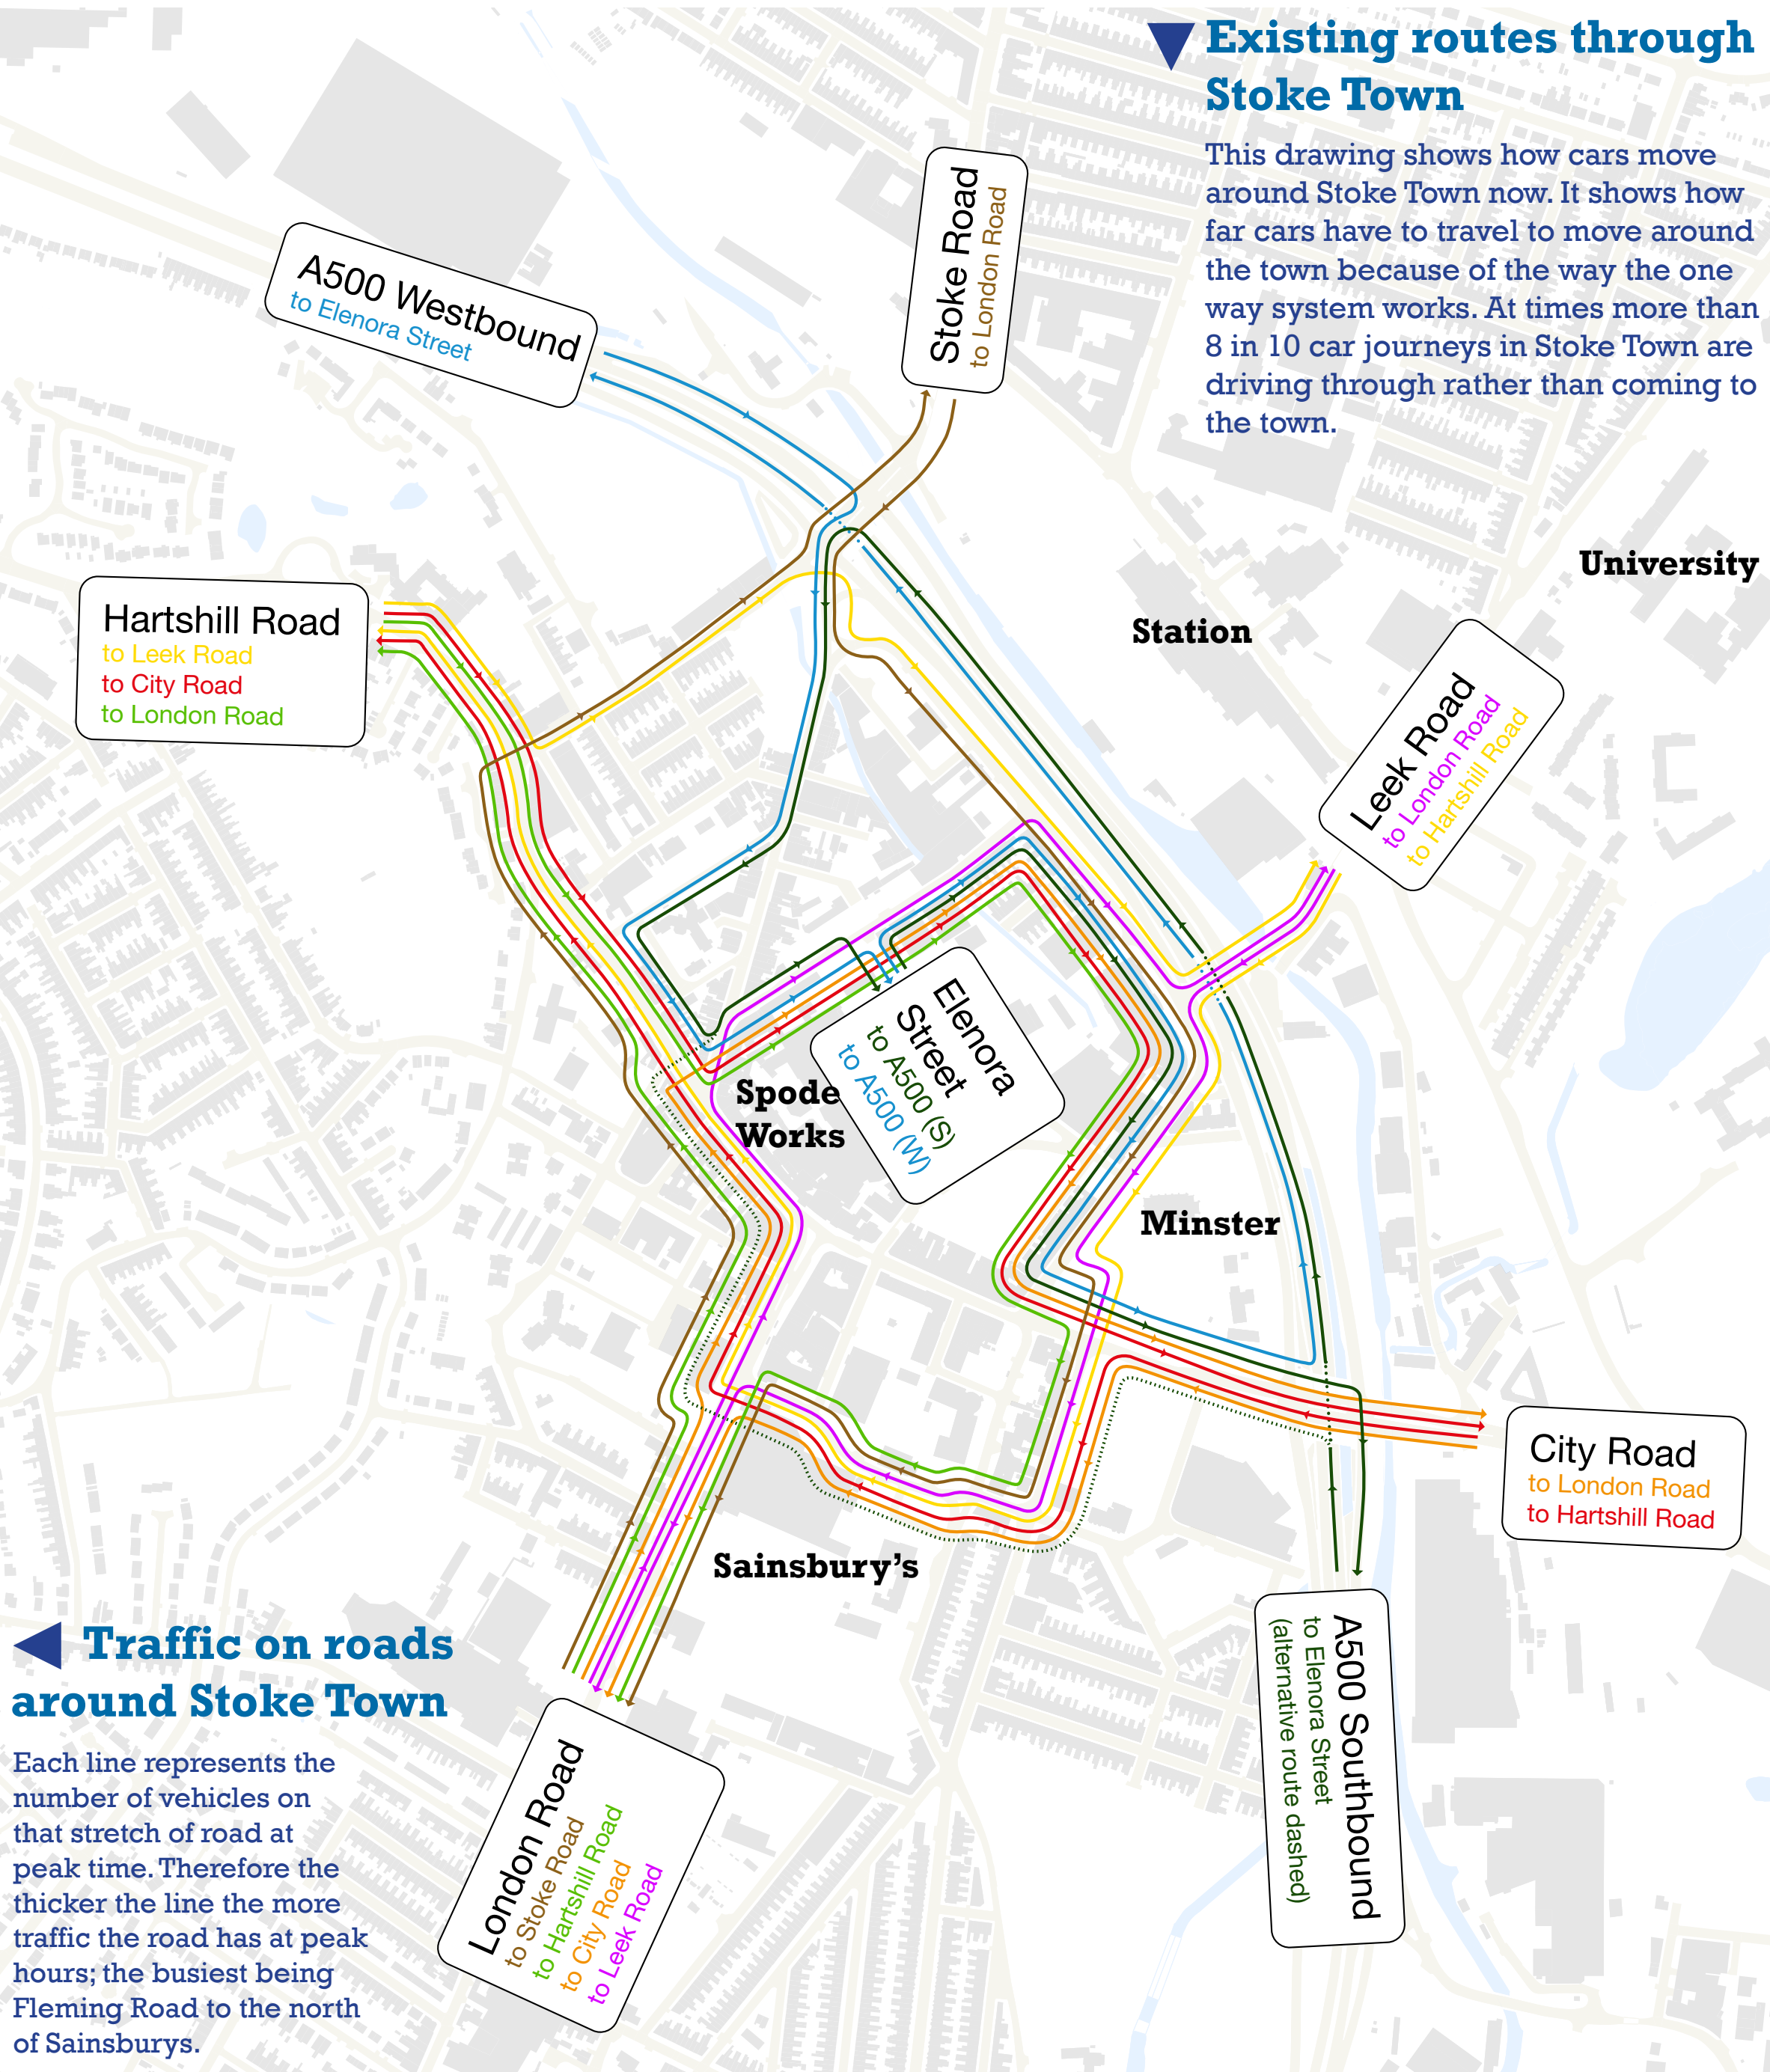 Existing routes through
Stoke Town
This drawing shows how cars move
around Stoke Town now. It shows how
far cars have to travel to move around
the town because of the way the one
way system works. At times more than
8 in 10 car journeys in Stoke Town are
driving through rather than coming to
the town.
Stoke Road
to London Road
A500 Westbound
to Elenora Street
University
Station
Hartshill Road
to Leek Road
to City Road
to London Road
Leek Road
to London Road
to Hartshill Road
Elenora
Street
to A500 (S)
to A500 (W)
Spode
Works
Minster
City Road
to London Road
to Hartshill Road
Sainsbury's
A500 Southbound
to Elenora Street
(alternative route dashed)
London Road
to Stoke Road
to Hartshill Road
to City Road
to Leek Road
Traffic on roads
around Stoke Town
Each line represents the
number of vehicles on
that stretch of road at
peak time. Therefore the
thicker the line the more
traffic the road has at peak
hours; the busiest being
Fleming Road to the north
of Sainsburys.